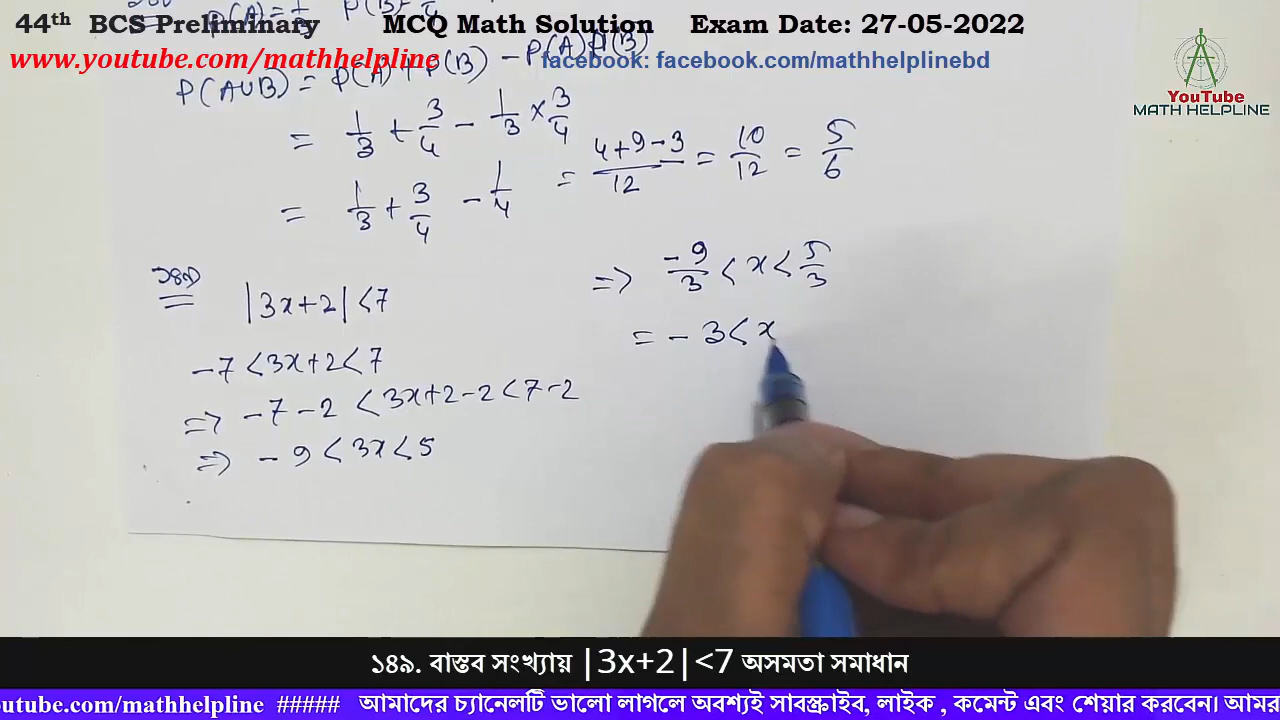 44th BCS Preliminary MCQ Math Solution Exam Date: 27-05-2022
P(A)=
www.youtube.com/mathhelpline facebook: facebook.com/mathhelplinebd
YouTube
MATH HELPLINE
P(AUB) = P(A) + P(B) - P(A)P(B)
= 1/3 + 3/4 - 1/3 × 3/4
= 1/3 + 3/4 - 1/4 = 4+9-3/12 = 10/12 = 5/6
১৪৯
|3x+2|<7
-7<3x+2<7
=> -7-2<3x+2-2<7-2
=> -9<3x<5
=> -9/3<x<5/3
= -3<x
১৪৯. বাস্তব সংখ্যায় |3x+2|<7 অসমতা সমাধান
utube.com/mathhelpline ##### আমাদের চ্যানেলটি ভালো লাগলে অবশ্যই সাবস্ক্রাইব, লাইক , কমেন্ট এবং শেয়ার করবেন। আমর